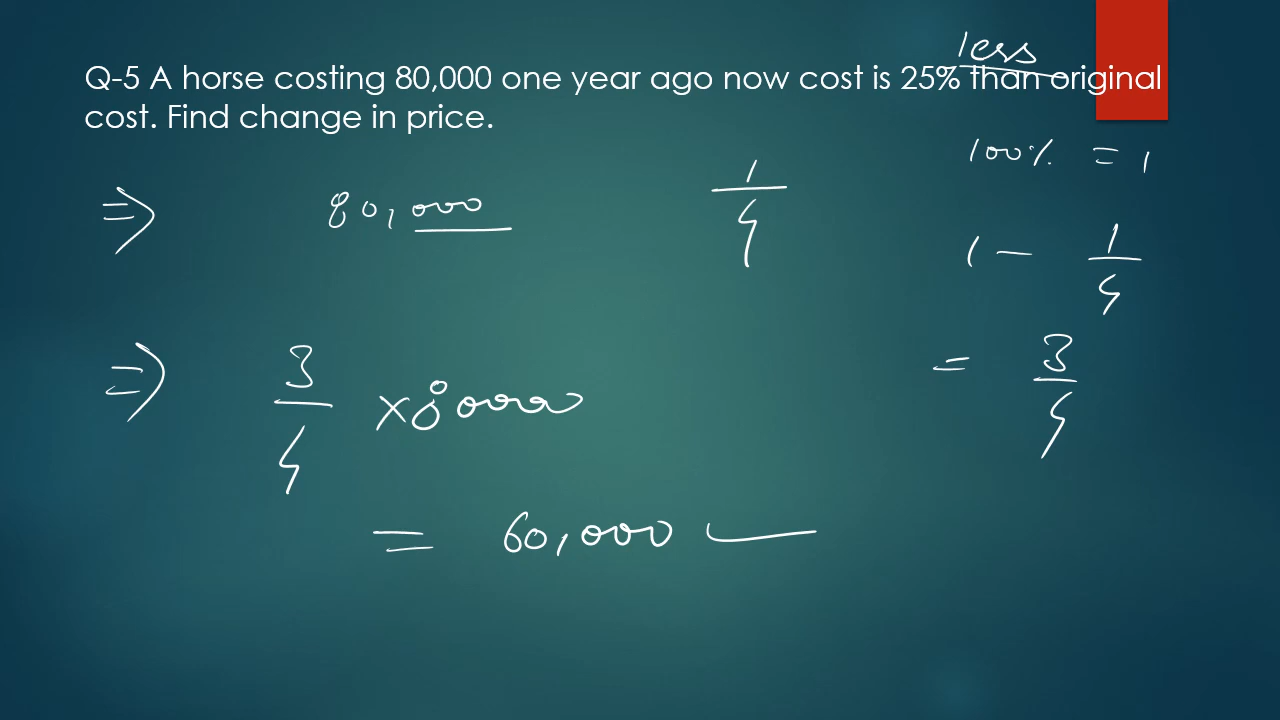 less
Q-5 A horse costing 80,000 one year ago now cost is 25% than original
cost. Find change in price.
100% = 1
⇒ 80,000 1/4
1 - 1/4
⇒ 3/4 × 80000
= 3/4
= 60,000